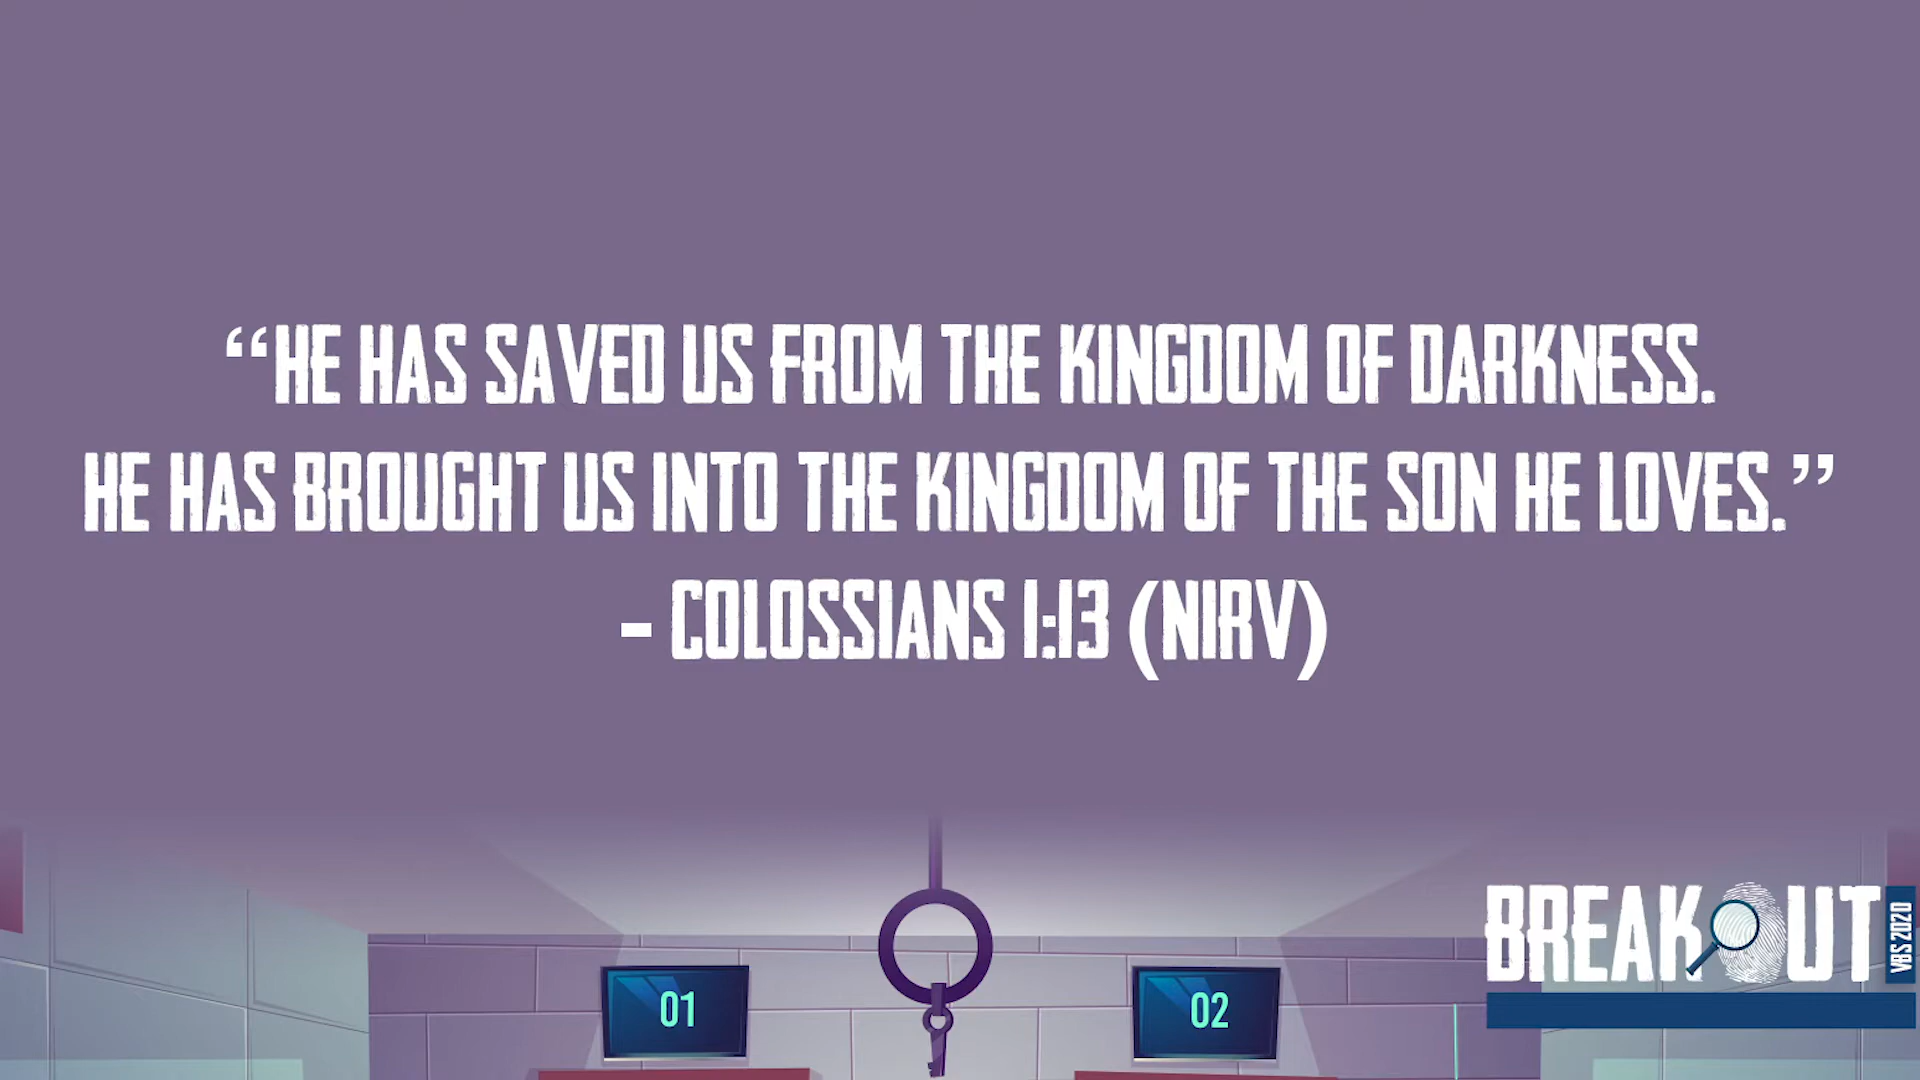 “HE HAS SAVED US FROM THE KINGDOM OF DARKNESS.
HE HAS BROUGHT US INTO THE KINGDOM OF THE SON HE LOVES.”
- COLOSSIANS 1:13 (NIRV)
BREAKOUT
VBS 2020
01
02